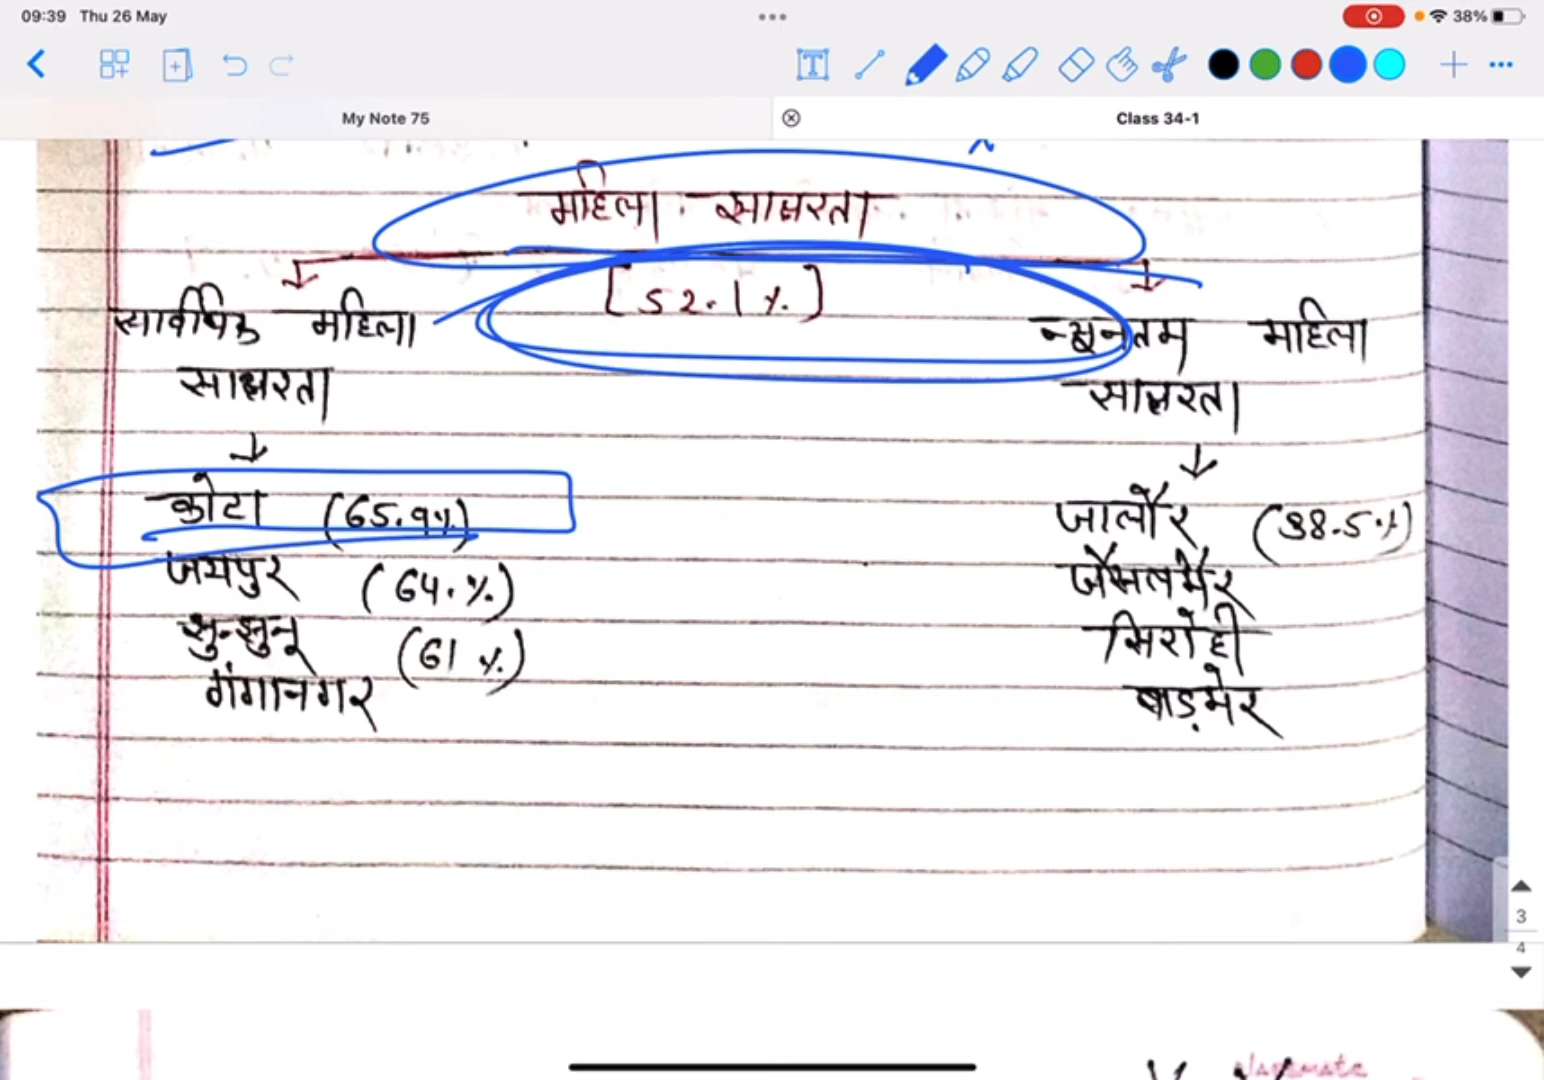 09:39 Thu 26 May
38%
My Note 75
Class 34-1
महिला साक्षरता
[52.1%]
सार्वाधिक महिला
साक्षरता
न्यूनतम महिला
साक्षरता
कोटा (65.9%)
जयपुर (64.%)
झुन्झुनू (61%)
गंगानगर
जालौर (38.5%)
जैसलमेर
सिरोही
बाड़मेर
3
4
classmate